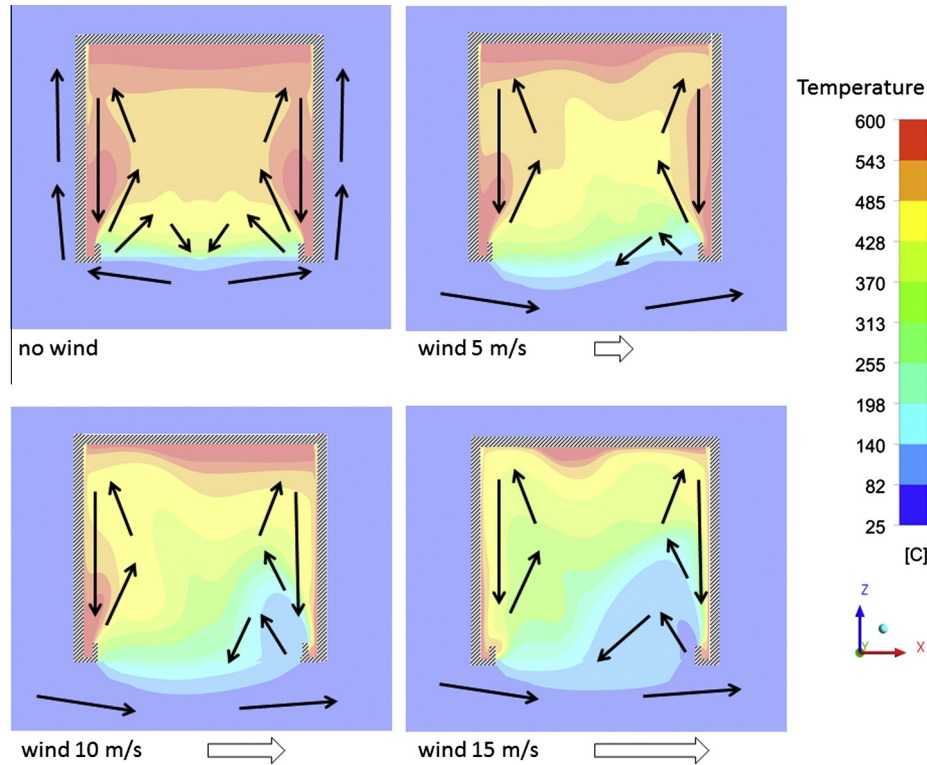 no wind
wind 5 m/s
wind 10 m/s
wind 15 m/s
Temperature
600
543
485
428
370
313
255
198
140
82
25
[C]
Z
Y
X